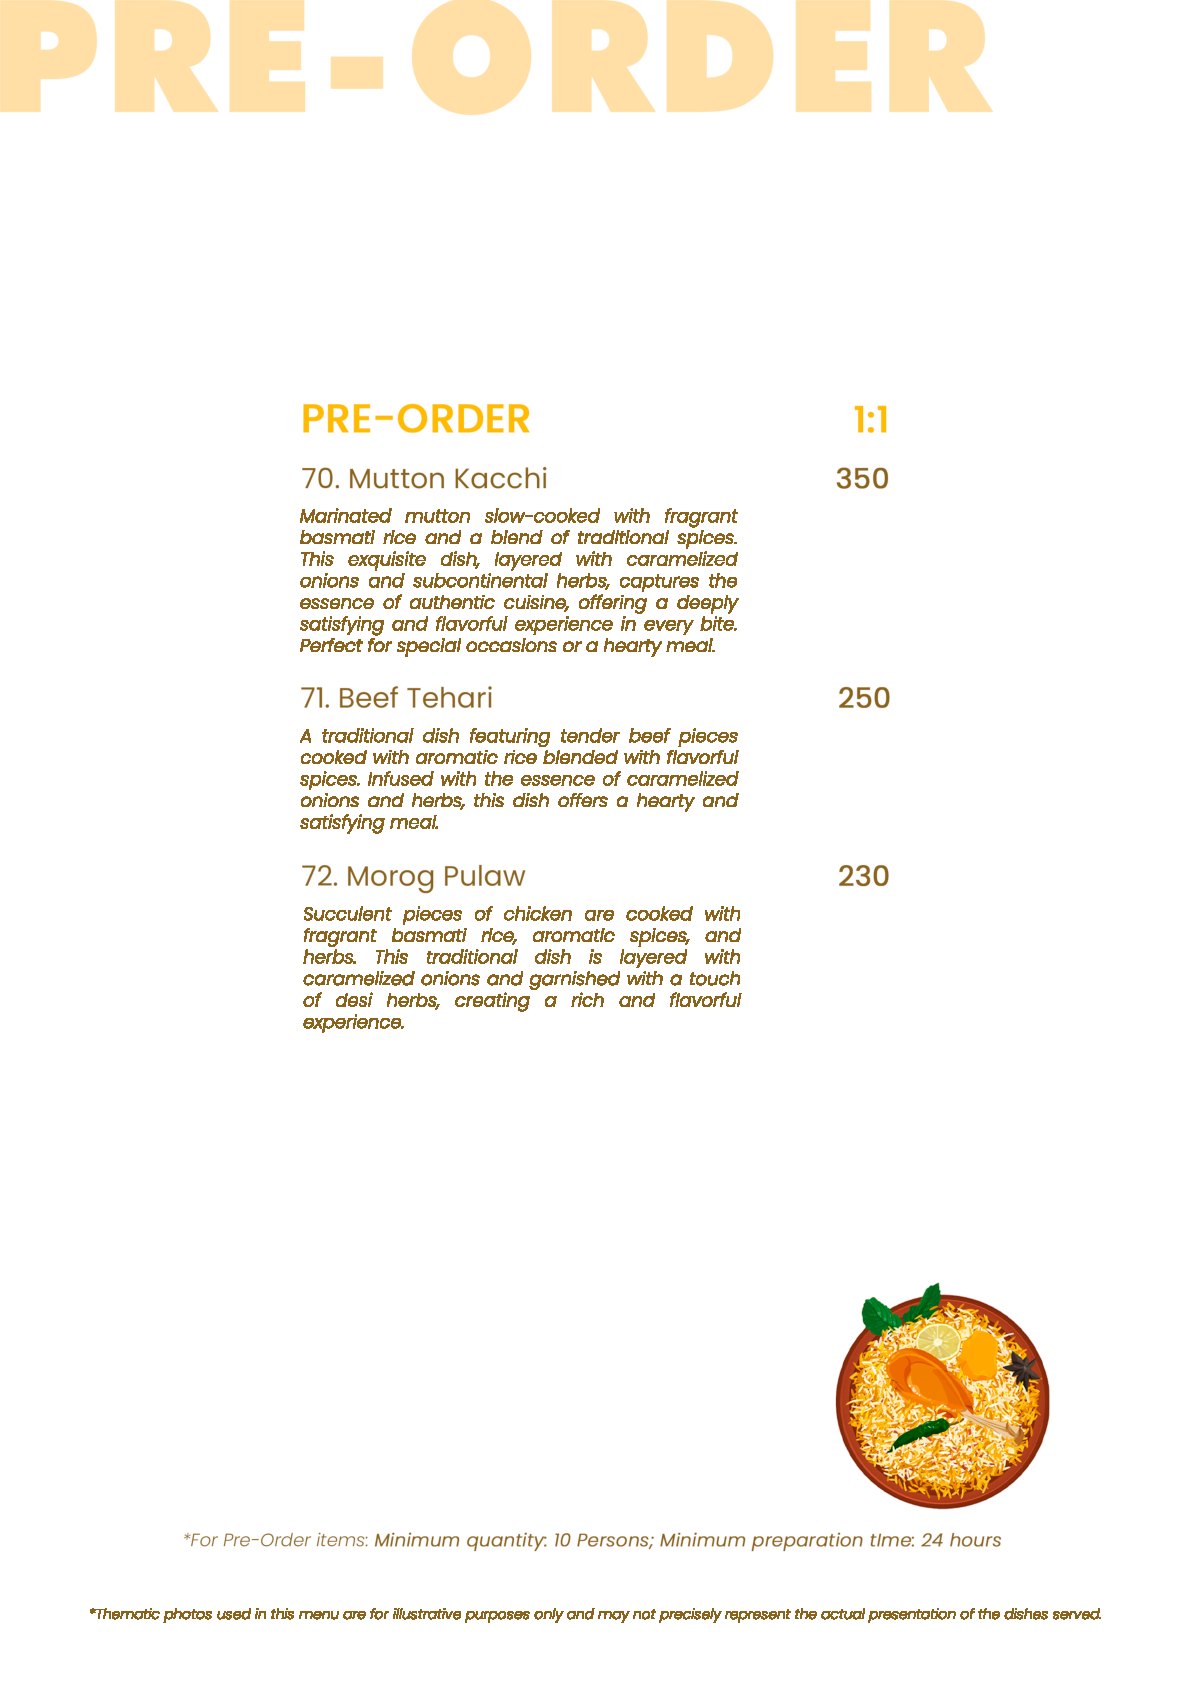 PRE-ORDER
PRE-ORDER 1:1
70. Mutton Kacchi 350
Marinated mutton slow-cooked with fragrant
basmati rice and a blend of traditional spices.
This exquisite dish, layered with caramelized
onions and subcontinental herbs, captures the
essence of authentic cuisine, offering a deeply
satisfying and flavorful experience in every bite.
Perfect for special occasions or a hearty meal.
71. Beef Tehari 250
A traditional dish featuring tender beef pieces
cooked with aromatic rice blended with flavorful
spices. Infused with the essence of caramelized
onions and herbs, this dish offers a hearty and
satisfying meal.
72. Morog Pulaw 230
Succulent pieces of chicken are cooked with
fragrant basmati rice, aromatic spices, and
herbs. This traditional dish is layered with
caramelized onions and garnished with a touch
of desi herbs, creating a rich and flavorful
experience.
*For Pre-Order items: Minimum quantity: 10 Persons; Minimum preparation time: 24 hours
*Thematic photos used in this menu are for illustrative purposes only and may not precisely represent the actual presentation of the dishes served.